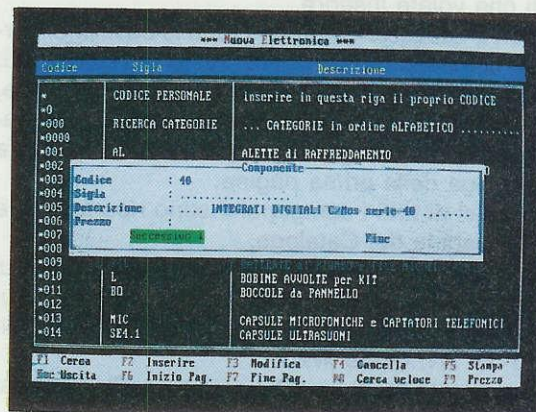 *** Nuova Elettronica ***
Codice Sigla Descrizione
* CODICE PERSONALE Inserire in questa riga il proprio CODICE
*0
*000 RICERCA CATEGORIE ... CATEGORIE in ordine ALFABETICO ..........
*0008
*001 AL ALETTE di RAFFREDDAMENTO
*002 O
*003
*004
*005
*006
*007
*008
*009
Componente
Codice : 40
Sigla : .................
Descrizione : .... INTEGRATI DIGITALI C/Mos serie 40 ........
Prezzo
Successivo Fine
*010 L BOBINE AVVOLTE per KIT
*011 BO BOCCOLE da PANNELLO
*012
*013 MIC CAPSULE MICROFONICHE e CAPTATORI TELEFONICI
*014 SE4.1 CAPSULE ULTRASUONI
F1 Cerca F2 Inserire F3 Modifica F4 Cancella F5 Stampa
Esc Uscita F6 Inizio Pag. F7 Fine Pag. F8 Cerca veloce F9 Prezzo